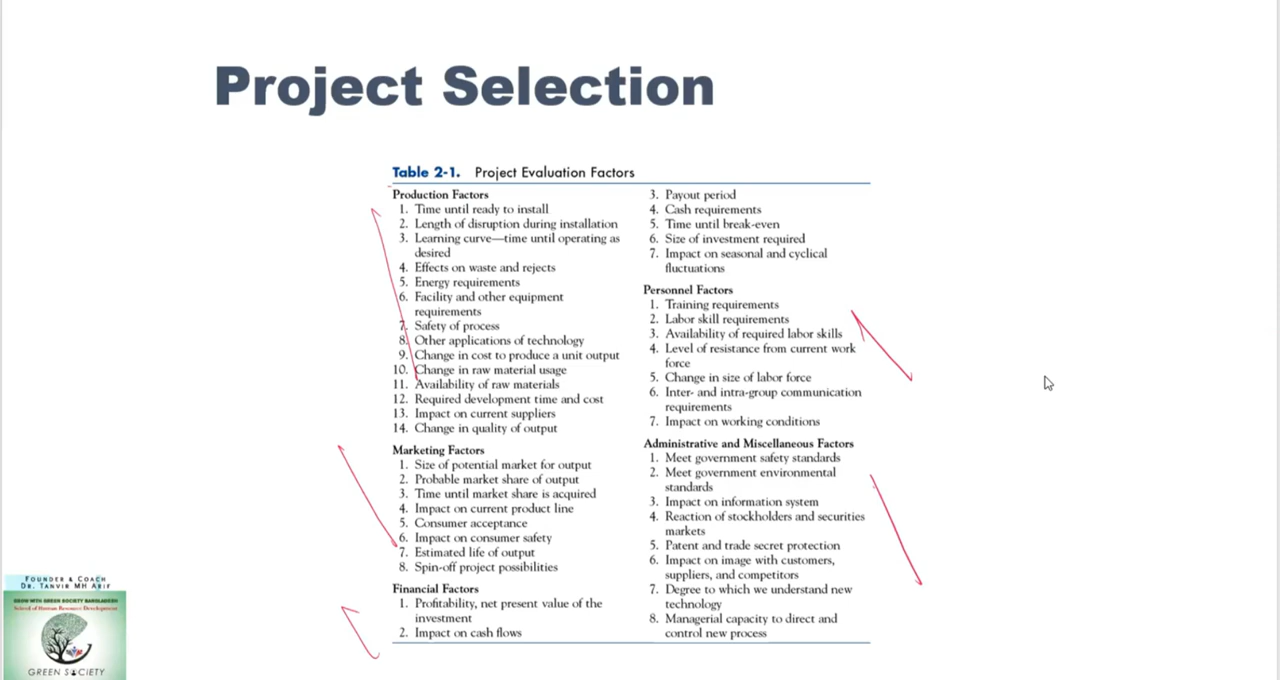 Project Selection
Table 2-1. Project Evaluation Factors
Production Factors
1. Time until ready to install
2. Length of disruption during installation
3. Learning curve—time until operating as
desired
4. Effects on waste and rejects
5. Energy requirements
6. Facility and other equipment
requirements
7. Safety of process
8. Other applications of technology
9. Change in cost to produce a unit output
10. Change in raw material usage
11. Availability of raw materials
12. Required development time and cost
13. Impact on current suppliers
14. Change in quality of output
Marketing Factors
1. Size of potential market for output
2. Probable market share of output
3. Time until market share is acquired
4. Impact on current product line
5. Consumer acceptance
6. Impact on consumer safety
7. Estimated life of output
8. Spin-off project possibilities
Financial Factors
1. Profitability, net present value of the
investment
2. Impact on cash flows
3. Payout period
4. Cash requirements
5. Time until break-even
6. Size of investment required
7. Impact on seasonal and cyclical
fluctuations
Personnel Factors
1. Training requirements
2. Labor skill requirements
3. Availability of required labor skills
4. Level of resistance from current work
force
5. Change in size of labor force
6. Inter- and intra-group communication
requirements
7. Impact on working conditions
Administrative and Miscellaneous Factors
1. Meet government safety standards
2. Meet government environmental
standards
3. Impact on information system
4. Reaction of stockholders and securities
markets
5. Patent and trade secret protection
6. Impact on image with customers,
suppliers, and competitors
7. Degree to which we understand new
technology
8. Managerial capacity to direct and
control new process
FOUNDER & COACH
DR. TANVIR MH ARIF
GROW WITH GREEN SOCIETY BANGLADESH
School of Human Resource Development
GREEN SOCIETY